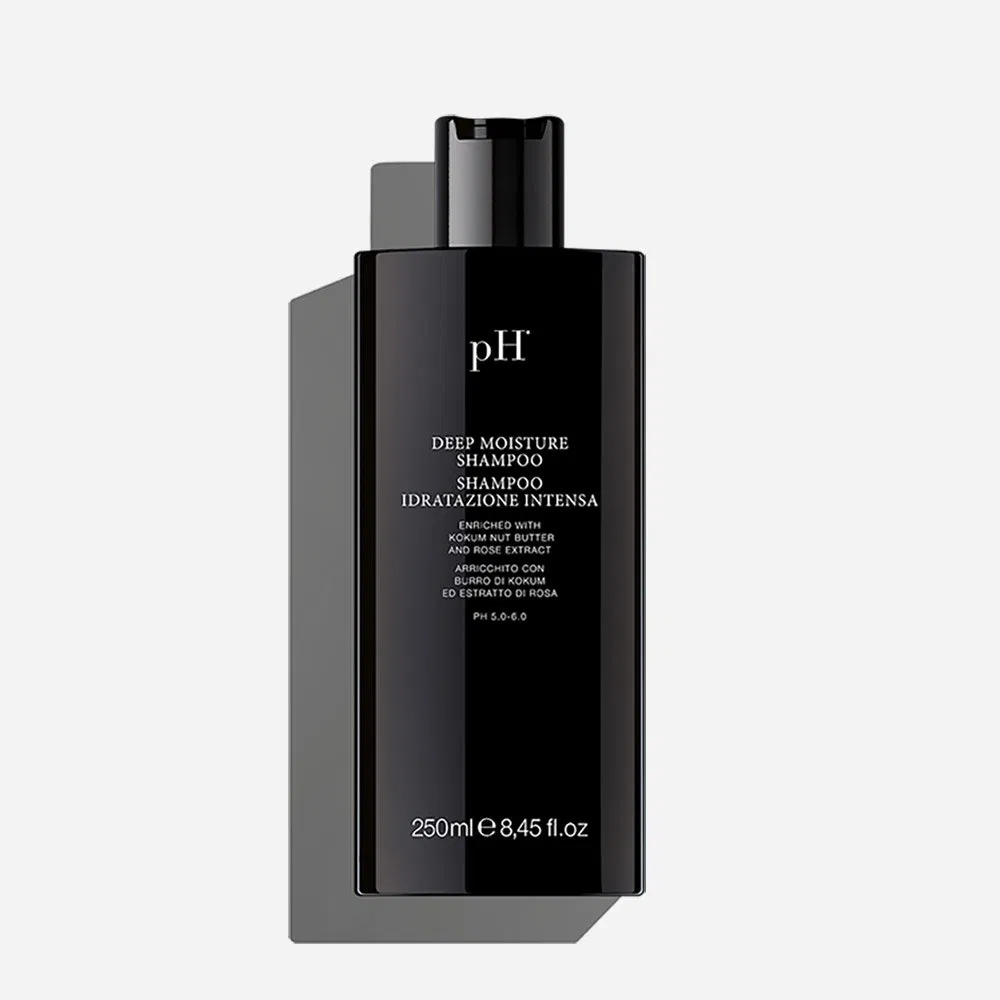 pH
DEEP MOISTURE
SHAMPOO
SHAMPOO
IDRATAZIONE INTENSA
ENRICHED WITH
KOKUM NUT BUTTER
AND ROSE EXTRACT
ARRICCHITO CON
BURRO DI KOKUM
ED ESTRATTO DI ROSA
PH 5.0-6.0
250ml℮8,45 fl.oz